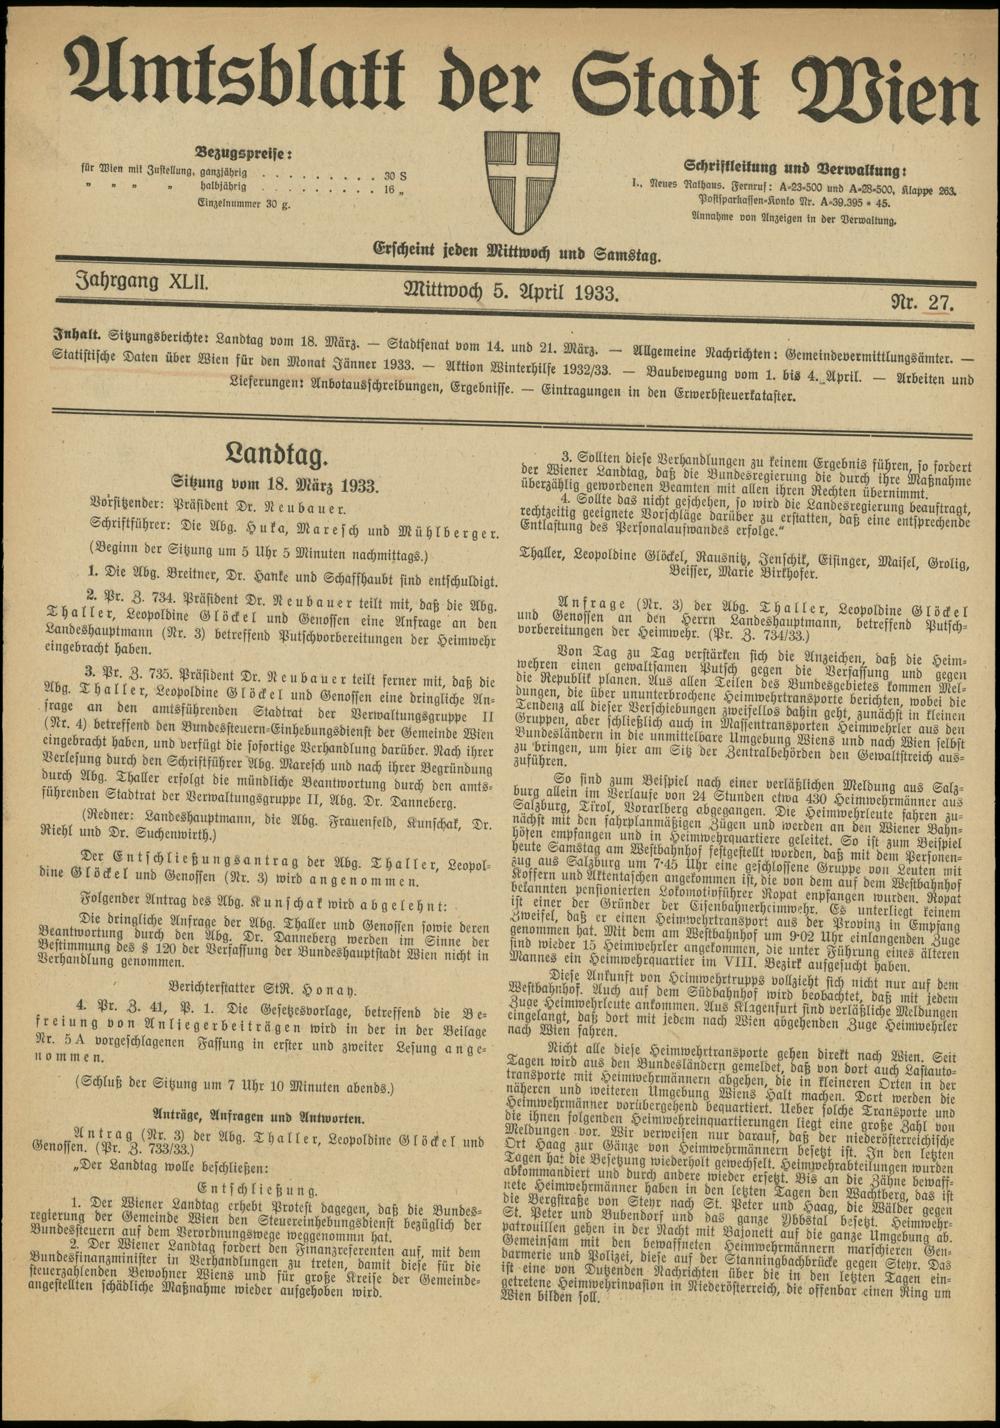 Amtsblatt der Stadt Wien
Bezugspreise:
für Wien mit Zustellung, ganzjährig . . . . . . . . . 30 S
" " " " halbjährig . . . . . . . . . 16 "
Einzelnummer 30 g.
Schriftleitung und Verwaltung:
I., Neues Rathaus. Fernruf: A-23-500 und A-28-500, Klappe 263.
Postsparkassen-Konto Nr. A-39.395 * 45.
Annahme von Anzeigen in der Verwaltung.
Erscheint jeden Mittwoch und Samstag.
Jahrgang XLII.
Mittwoch 5. April 1933.
Nr. 27.
Inhalt. Sitzungsberichte: Landtag vom 18. März. — Stadtsenat vom 14. und 21. März. — Allgemeine Nachrichten: Gemeindevermittlungsämter. —
Statistische Daten über Wien für den Monat Jänner 1933. — Aktion Winterhilfe 1932/33. — Baubewegung vom 1. bis 4. April. — Arbeiten und
Lieferungen: Anbotausschreibungen, Ergebnisse. — Eintragungen in den Erwerbsteuerkataster.
Landtag.
Sitzung vom 18. März 1933.
Vorsitzender: Präsident Dr. Neubauer.
Schriftführer: Die Abg. Huka, Maresch und Mühlberger.
(Beginn der Sitzung um 5 Uhr 5 Minuten nachmittags.)
1. Die Abg. Breitner, Dr. Hanke und Schaffhaubt sind entschuldigt.
2. Pr. Z. 734. Präsident Dr. Neubauer teilt mit, daß die Abg.
Thaller, Leopoldine Glöckel und Genossen eine Anfrage an den
Landeshauptmann (Nr. 3) betreffend Putschvorbereitungen der Heimwehr
eingebracht haben.
3. Pr. Z. 735. Präsident Dr. Neubauer teilt ferner mit, daß die
Abg. Thaller, Leopoldine Glöckel und Genossen eine dringliche An-
frage an den amtsführenden Stadtrat der Verwaltungsgruppe II
(Nr. 4) betreffend den Bundessteuern-Einhebungsdienst der Gemeinde Wien
eingebracht haben, und verfügt die sofortige Verhandlung darüber. Nach ihrer
Verlesung durch den Schriftführer Abg. Maresch und nach ihrer Begründung
durch Abg. Thaller erfolgt die mündliche Beantwortung durch den amts-
führenden Stadtrat der Verwaltungsgruppe II, Abg. Dr. Danneberg.
(Redner: Landeshauptmann, die Abg. Frauenfeld, Kunschak, Dr.
Riehl und Dr. Suchenwirth.)
Der Entschließungsantrag der Abg. Thaller, Leopol-
dine Glöckel und Genossen (Nr. 3) wird angenommen.
Folgender Antrag des Abg. Kunschak wird abgelehnt:
Die dringliche Anfrage der Abg. Thaller und Genossen sowie deren
Beantwortung durch den Abg. Dr. Danneberg werden im Sinne der
Bestimmung des § 120 der Verfassung der Bundeshauptstadt Wien nicht in
Verhandlung genommen.
Berichterstatter StR. Honay.
4. Pr. Z. 41, P. 1. Die Gesetzesvorlage, betreffend die Be-
freiung von Anliegerbeiträgen wird in der in der Beilage
Nr. 5 A vorgeschlagenen Fassung in erster und zweiter Lesung ange-
nommen.
(Schluß der Sitzung um 7 Uhr 10 Minuten abends.)
Anträge, Anfragen und Antworten.
Antrag (Nr. 3) der Abg. Thaller, Leopoldine Glöckel und
Genossen. (Pr. Z. 733/33.)
„Der Landtag wolle beschließen:
Entschließung.
1. Der Wiener Landtag erhebt Protest dagegen, daß die Bundes-
regierung der Gemeinde Wien den Steuereinhebungsdienst bezüglich der
Bundessteuern auf dem Verordnungswege weggenommen hat.
2. Der Wiener Landtag fordert den Finanzreferenten auf, mit dem
Bundesfinanzminister in Verhandlungen zu treten, damit diese für die
steuerzahlenden Bewohner Wiens und für große Kreise der Gemeinde-
angestellten schädliche Maßnahme wieder aufgehoben wird.
3. Sollten diese Verhandlungen zu keinem Ergebnis führen, so fordert
der Wiener Landtag, daß die Bundesregierung die durch ihre Maßnahme
überzählig gewordenen Beamten mit allen ihren Rechten übernimmt.
4. Sollte das nicht geschehen, so wird die Landesregierung beauftragt,
rechtzeitig geeignete Vorschläge darüber zu erstatten, daß eine entsprechende
Entlastung des Personalaufwandes erfolge.“
Thaller, Leopoldine Glöckel, Rausnitz, Jenschik, Eisinger, Maisel, Grolig,
Beisser, Marie Birkhofer.
Anfrage (Nr. 3) der Abg. Thaller, Leopoldine Glöckel
und Genossen an den Herrn Landeshauptmann, betreffend Putsch-
vorbereitungen der Heimwehr. (Pr. Z. 734/33.)
Von Tag zu Tag verstärken sich die Anzeichen, daß die Heim-
wehren einen gewaltsamen Putsch gegen die Verfassung und gegen
die Republik planen. Aus allen Teilen des Bundesgebietes kommen Mel-
dungen, die über ununterbrochene Heimwehrtransporte berichten, wobei die
Tendenz all dieser Verschiebungen zweifellos dahin geht, zunächst in kleinen
Gruppen, aber schließlich auch in Massentransporten Heimwehrler aus den
Bundesländern in die unmittelbare Umgebung Wiens und nach Wien selbst
zu bringen, um hier am Sitz der Zentralbehörden den Gewaltstreich aus-
zuführen.
So sind zum Beispiel nach einer verläßlichen Meldung aus Salz-
burg allein im Verlaufe von 24 Stunden etwa 430 Heimwehrmänner aus
Salzburg, Tirol, Vorarlberg abgegangen. Die Heimwehrleute fahren zu-
nächst mit den fahrplanmäßigen Zügen und werden an den Wiener Bahn-
höfen empfangen und in Heimwehrquartiere geleitet. So ist zum Beispiel
heute Samstag am Westbahnhof festgestellt worden, daß mit dem Personen-
zug aus Salzburg um 7·45 Uhr eine geschlossene Gruppe von Leuten mit
Koffern und Aktentaschen angekommen ist, die von dem auf dem Westbahnhof
bekannten pensionierten Lokomotivführer Ropat empfangen wurden. Ropat
ist einer der Gründer der Eisenbahnerheimwehr. Es unterliegt keinem
Zweifel, daß er einen Heimwehrtransport aus der Provinz in Empfang
genommen hat. Mit dem am Westbahnhof um 9·02 Uhr einlangenden Zuge
sind wieder 15 Heimwehrler angekommen, die unter Führung eines älteren
Mannes ein Heimwehrquartier im VIII. Bezirk aufgesucht haben.
Diese Ankunft von Heimwehrtrupps vollzieht sich nicht nur auf dem
Westbahnhof. Auch auf dem Südbahnhof wird beobachtet, daß mit jedem
Zuge Heimwehrleute ankommen. Aus Klagenfurt sind verläßliche Meldungen
eingelangt, daß dort mit jedem nach Wien abgehenden Zuge Heimwehrler
nach Wien fahren.
Nicht alle diese Heimwehrtransporte gehen direkt nach Wien. Seit
Tagen wird aus den Bundesländern gemeldet, daß von dort auch Lastauto-
transporte mit Heimwehrmännern abgehen, die in kleineren Orten in der
näheren und weiteren Umgebung Wiens Halt machen. Dort werden die
Heimwehrmänner vorübergehend bequartiert. Ueber solche Transporte und
die ihnen folgenden Heimwehreinquartierungen liegt eine große Zahl von
Meldungen vor. Wir verweisen nur darauf, daß der niederösterreichische
Ort Haag zur Gänze von Heimwehrmännern besetzt ist. In den letzten
Tagen hat die Besetzung wiederholt gewechselt. Heimwehrabteilungen wurden
abkommandiert und durch andere wieder ersetzt. Bis an die Zähne bewaff-
nete Heimwehrmänner haben in den letzten Tagen den Wachtberg, das ist
die Bergstraße von Steyr nach St. Peter und Haag, die Wälder gegen
St. Peter und Bubendorf und das ganze Ybbstal besetzt. Heimwehr-
patrouillen gehen in der Nacht mit Bajonett auf die ganze Umgebung ab.
Gemeinsam mit den bewaffneten Heimwehrmännern marschieren Gen-
darmerie und Polizei, diese auf der Stanningbachbrücke gegen Steyr. Das
ist eine von Dutzenden Nachrichten über die in den letzten Tagen ein-
getretene Heimwehrinvasion in Niederösterreich, die offenbar einen Ring um
Wien bilden soll.